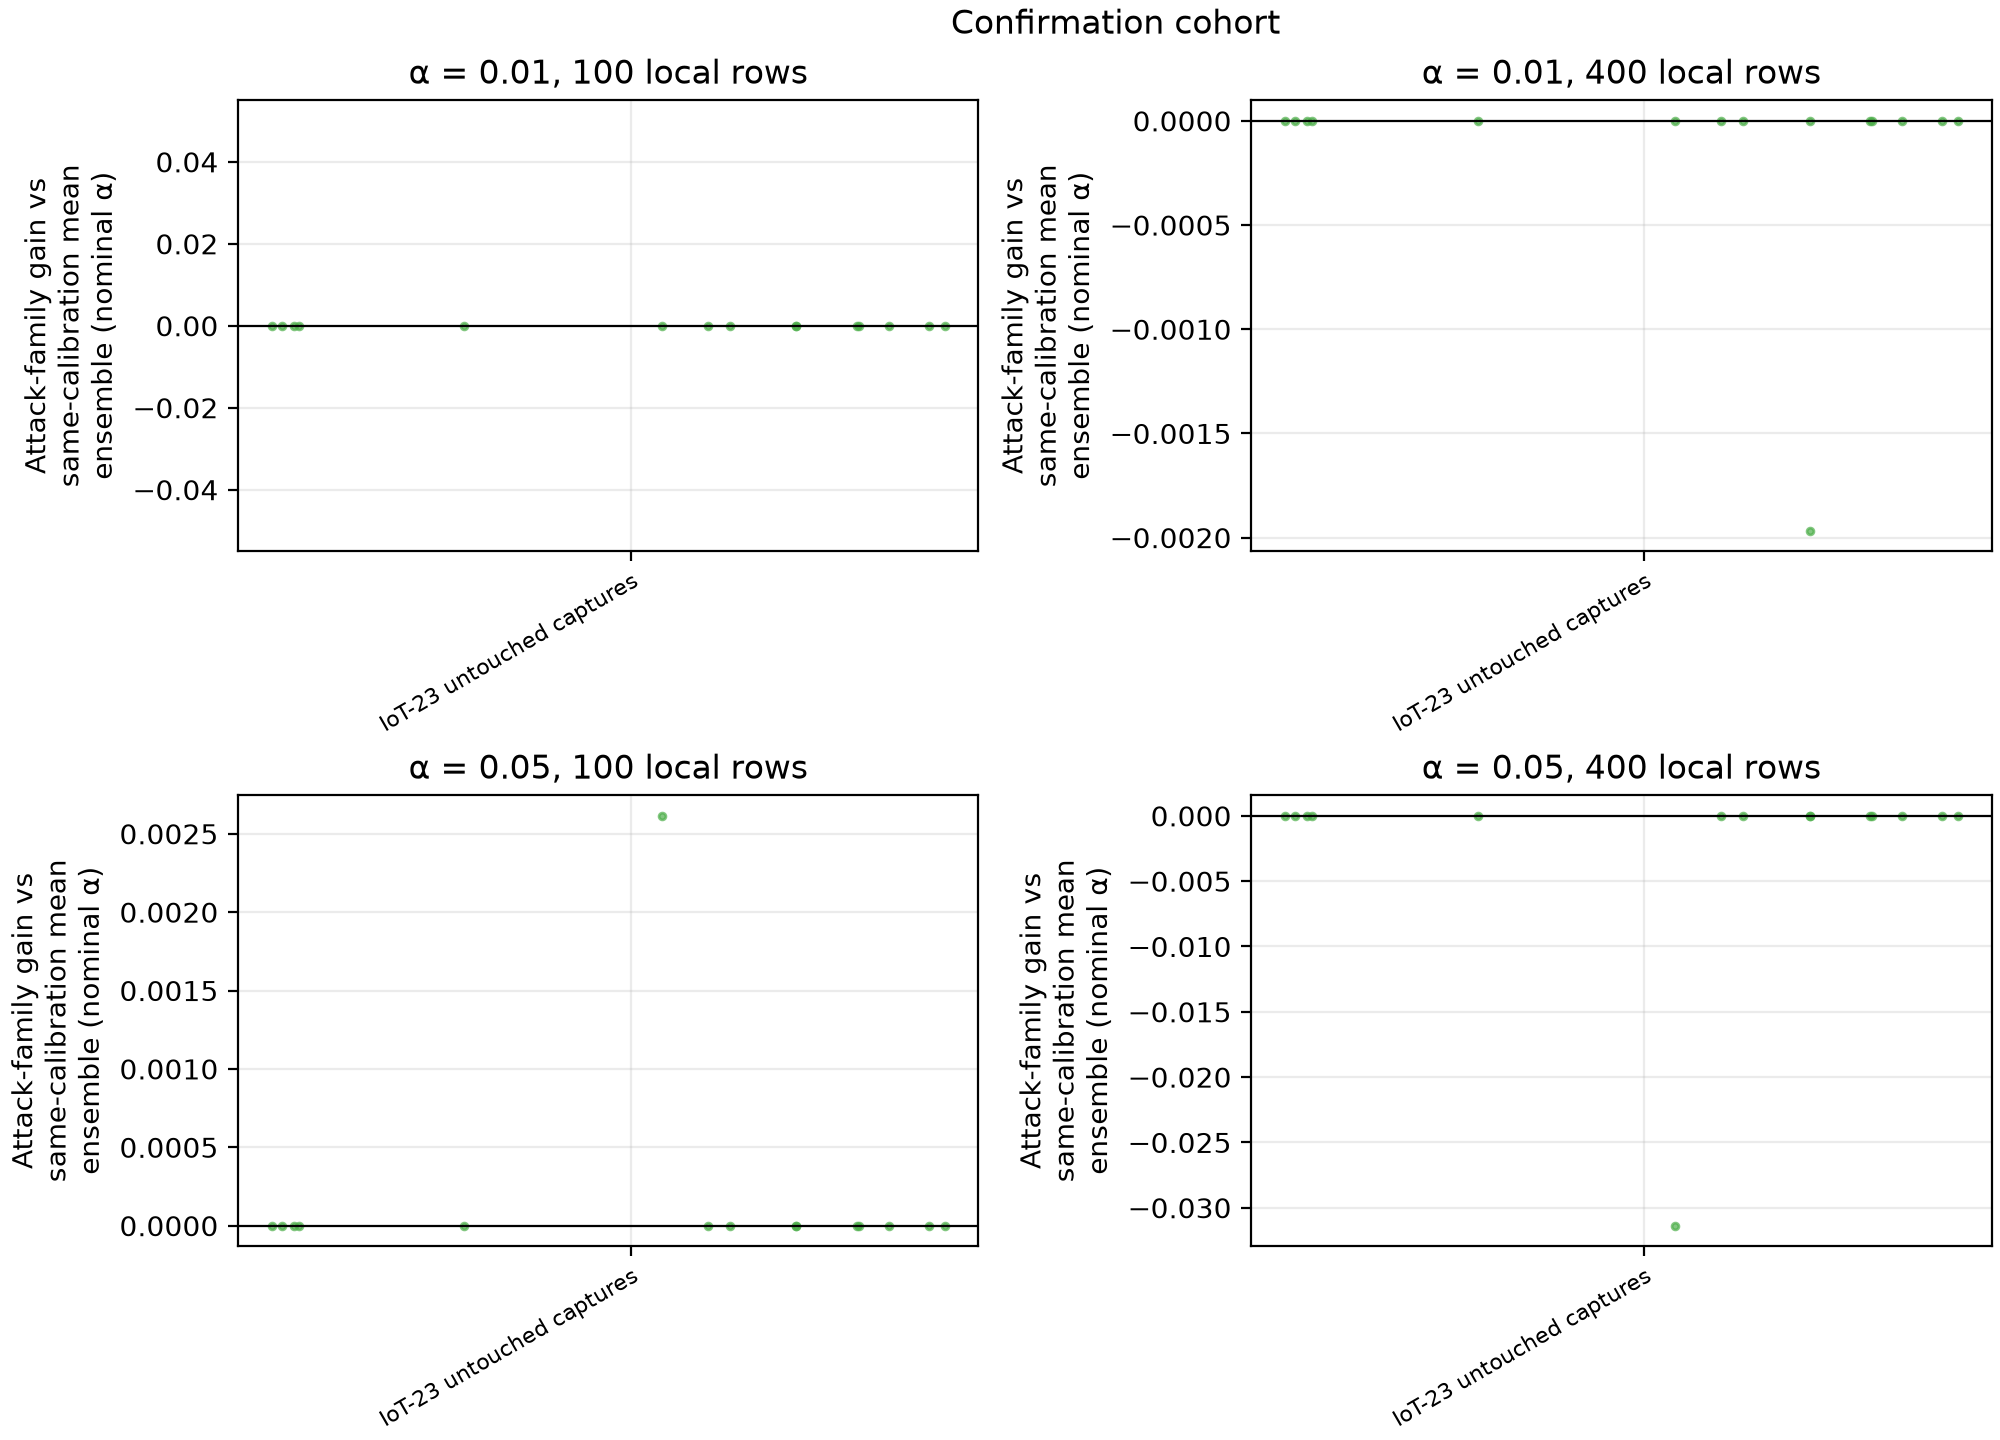 Confirmation cohort
α = 0.01, 100 local rows
Attack-family gain vs
same-calibration mean
ensemble (nominal α)
0.04
0.02
0.00
−0.02
−0.04
IoT-23 untouched captures
α = 0.01, 400 local rows
Attack-family gain vs
same-calibration mean
ensemble (nominal α)
0.0000
−0.0005
−0.0010
−0.0015
−0.0020
IoT-23 untouched captures
α = 0.05, 100 local rows
Attack-family gain vs
same-calibration mean
ensemble (nominal α)
0.0025
0.0020
0.0015
0.0010
0.0005
0.0000
IoT-23 untouched captures
α = 0.05, 400 local rows
Attack-family gain vs
same-calibration mean
ensemble (nominal α)
0.000
−0.005
−0.010
−0.015
−0.020
−0.025
−0.030
IoT-23 untouched captures